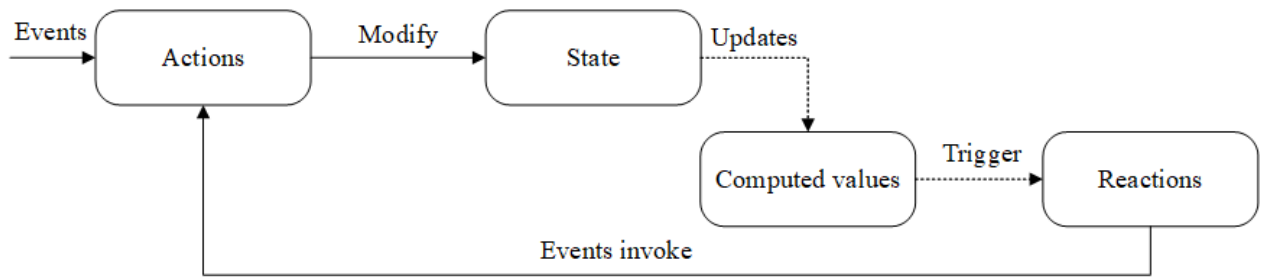 Events
Actions
Modify
State
Updates
Computed values
Trigger
Reactions
Events invoke